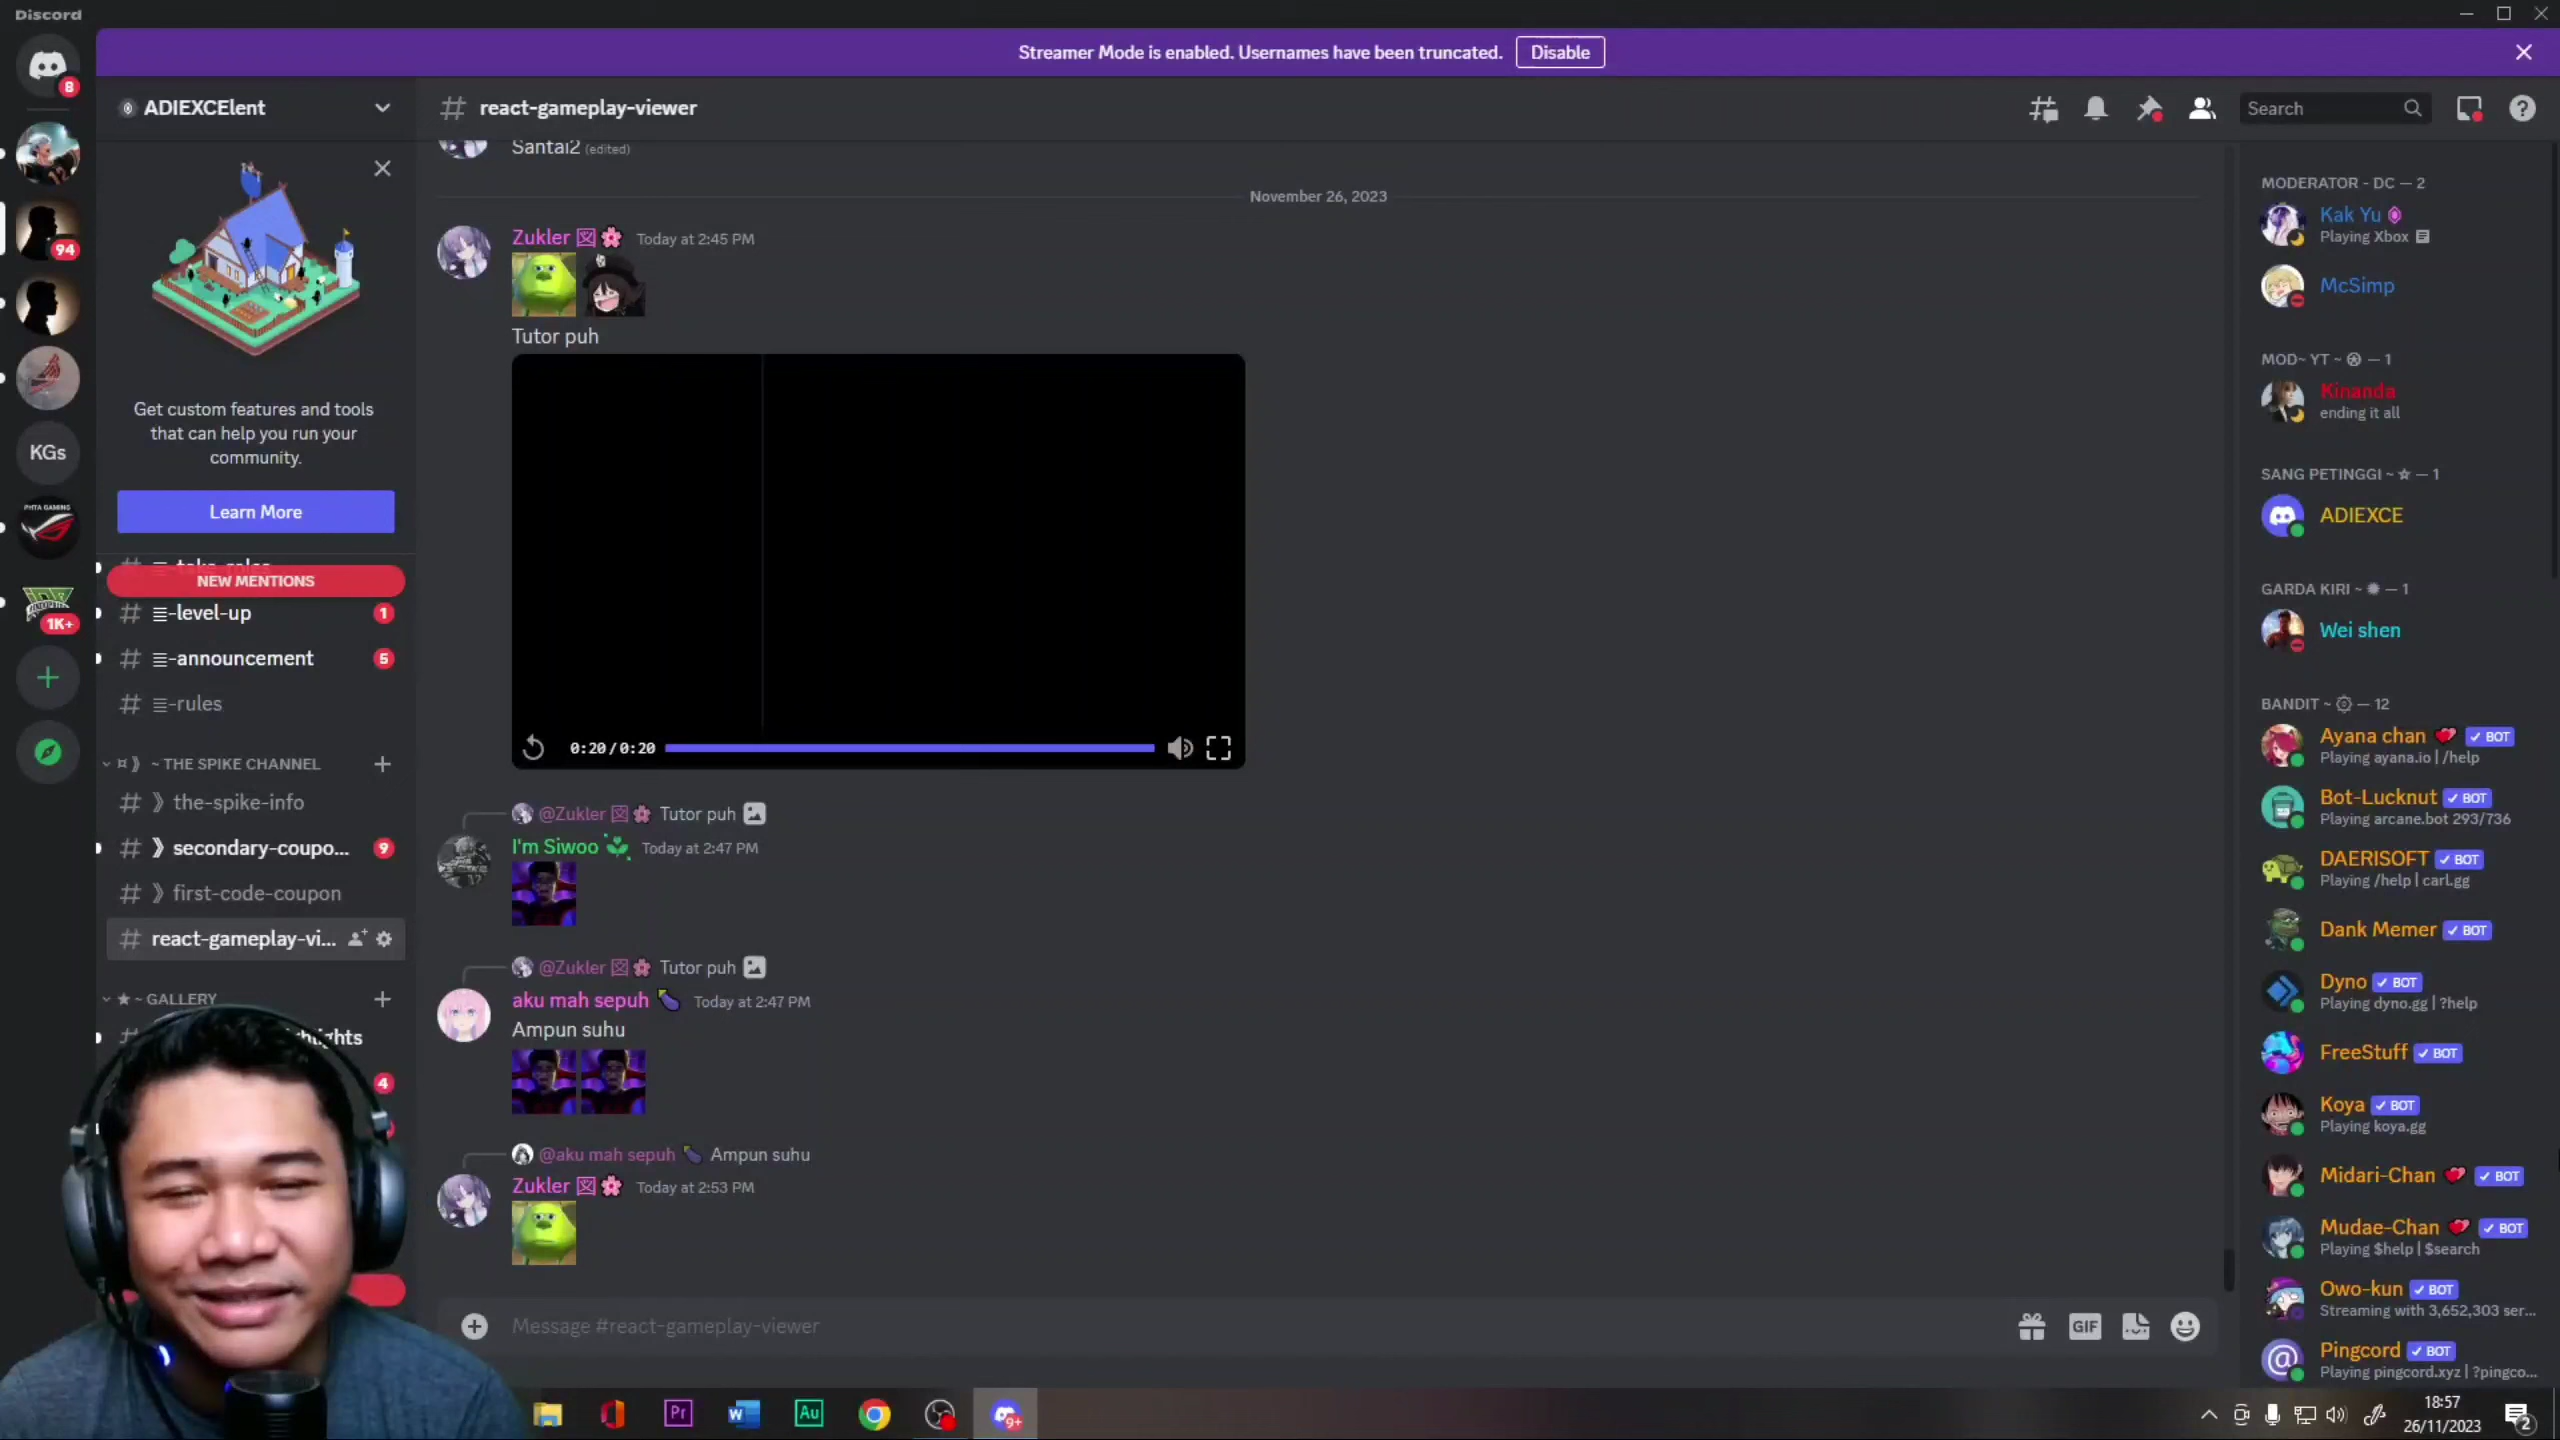 Discord
Streamer Mode is enabled. Usernames have been truncated.
Disable
8
94
KGs
PHTA GAMING
1K+
ADIEXCElent
Get custom features and tools
that can help you run your
community.
Learn More
NEW MENTIONS
# ≡-level-up 1
# ≡-announcement 5
# ≡-rules
~ THE SPIKE CHANNEL +
# 》 the-spike-info
# 》 secondary-coupo... 9
# 》 first-code-coupon
# react-gameplay-vi...
★ ~ GALLERY +
4
# react-gameplay-viewer
Search
Santai2 (edited)
November 26, 2023
Zukler 図🌸 Today at 2:45 PM
Tutor puh
0:20/0:20
@Zukler 図🌸 Tutor puh
I'm Siwoo Today at 2:47 PM
@Zukler 図🌸 Tutor puh
aku mah sepuh 🍆 Today at 2:47 PM
Ampun suhu
@aku mah sepuh 🍆 Ampun suhu
Zukler 図🌸 Today at 2:53 PM
Message #react-gameplay-viewer
GIF
MODERATOR - DC — 2
Kak Yu
Playing Xbox
McSimp
MOD~ YT ~ — 1
Kinanda
ending it all
SANG PETINGGI ~ ☆ — 1
ADIEXCE
GARDA KIRI ~ — 1
Wei shen
BANDIT ~ — 12
Ayana chan ✓ BOT
Playing ayana.io | /help
Bot-Lucknut ✓ BOT
Playing arcane.bot 293/736
DAERISOFT ✓ BOT
Playing /help | carl.gg
Dank Memer ✓ BOT
Dyno ✓ BOT
Playing dyno.gg | ?help
FreeStuff ✓ BOT
Koya ✓ BOT
Playing koya.gg
Midari-Chan ✓ BOT
Mudae-Chan ✓ BOT
Playing $help | $search
Owo-kun ✓ BOT
Streaming with 3,652,303 ser...
Pingcord ✓ BOT
Playing pingcord.xyz | ?pingco...
Pr
W
Au
9+
18:57
26/11/2023
2